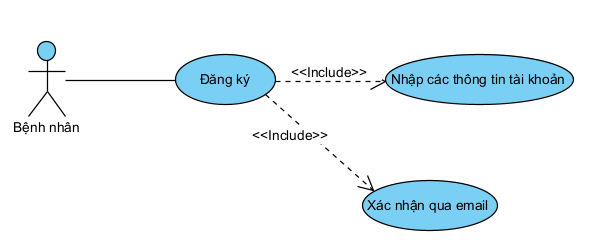 Đăng ký
<<Include>>
Nhập các thông tin tài khoản
Bệnh nhân
<<Include>>
Xác nhận qua email